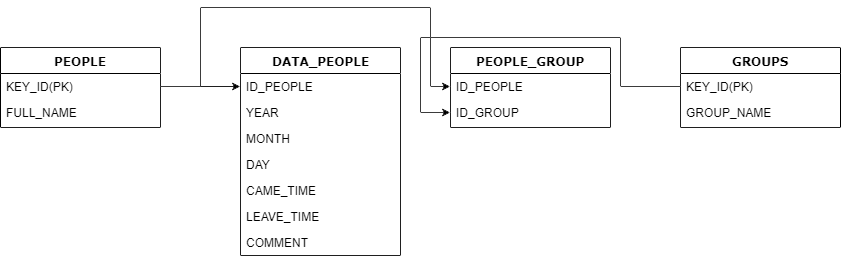 PEOPLE
KEY_ID(PK)
FULL_NAME
DATA_PEOPLE
ID_PEOPLE
YEAR
MONTH
DAY
CAME_TIME
LEAVE_TIME
COMMENT
PEOPLE_GROUP
ID_PEOPLE
ID_GROUP
GROUPS
KEY_ID(PK)
GROUP_NAME